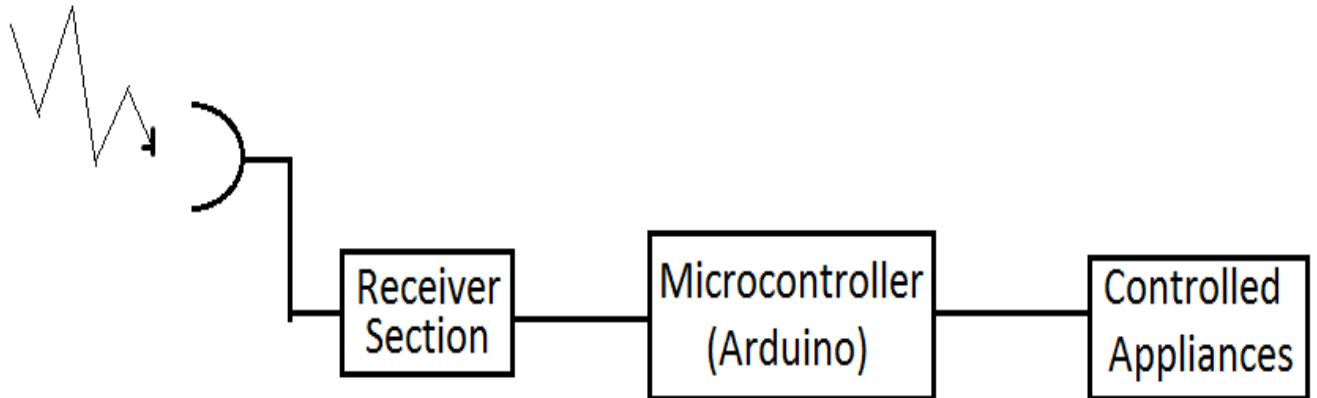 Receiver
Section
Microcontroller
(Arduino)
Controlled
Appliances